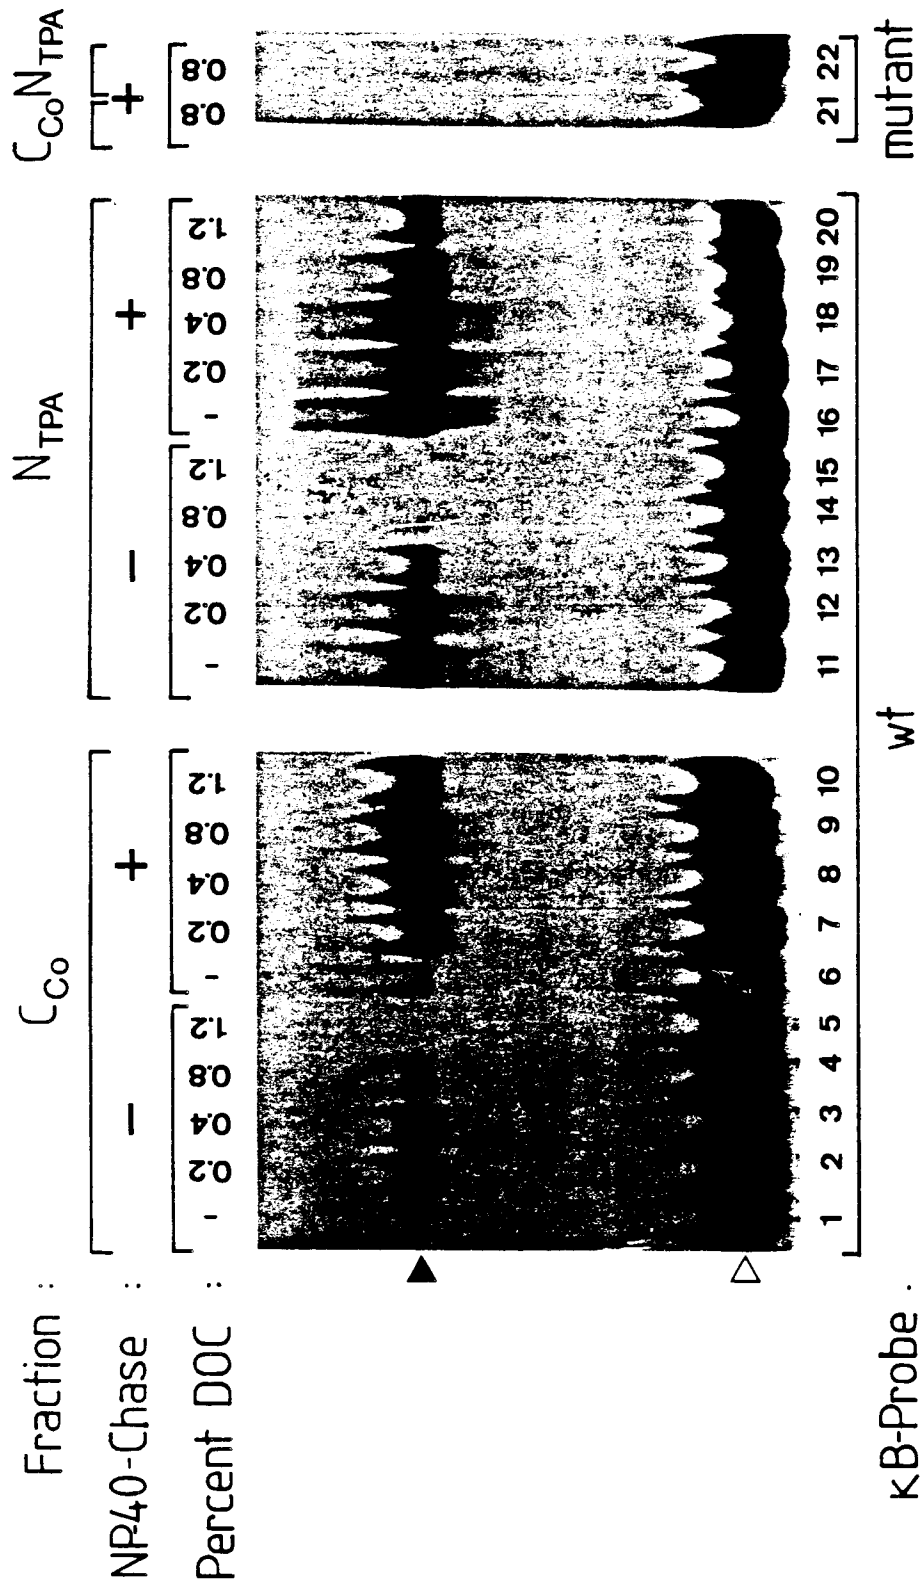 Fraction : C_Co N_TPA C_Co N_TPA
NP40-Chase : − + − + +
Percent DOC : - 0.2 0.4 0.8 1.2 - 0.2 0.4 0.8 1.2 - 0.2 0.4 0.8 1.2 - 0.2 0.4 0.8 1.2 0.8 0.8
1 2 3 4 5 6 7 8 9 10 11 12 13 14 15 16 17 18 19 20 21 22
κB-Probe . wt mutant